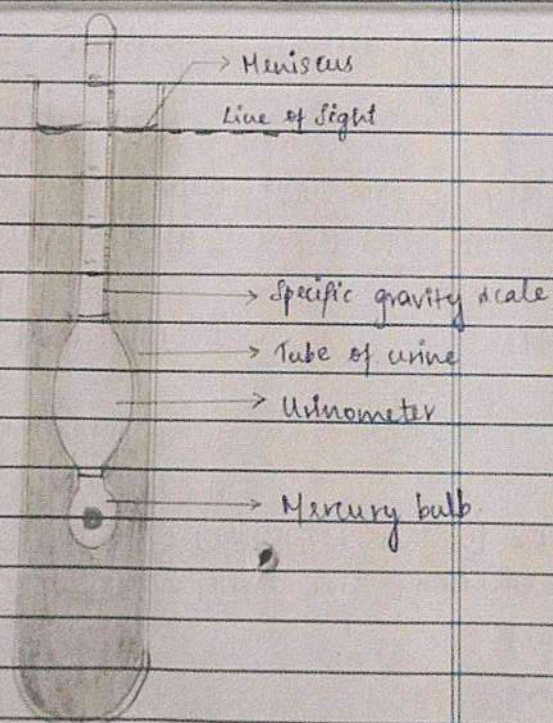 Meniscus
Line of Sight
Specific gravity scale
Tube of urine
Urinometer
Mercury bulb